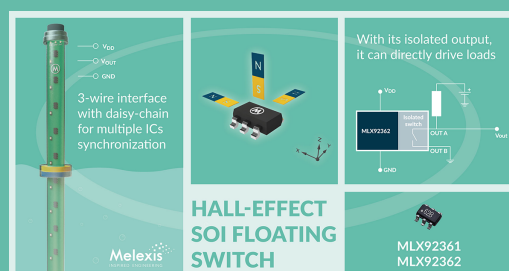 VDD
VOUT
GND
3-wire interface
with daisy-chain
for multiple ICs
synchronization
Melexis
N
Z
Y
X
HALL-EFFECT
SOI FLOATING
SWITCH
With its isolated output,
it can directly drive loads
VDD
MLX92362
Isolated
switch
OUT A
OUT B
Vout
GND
MLX92361
MLX92362